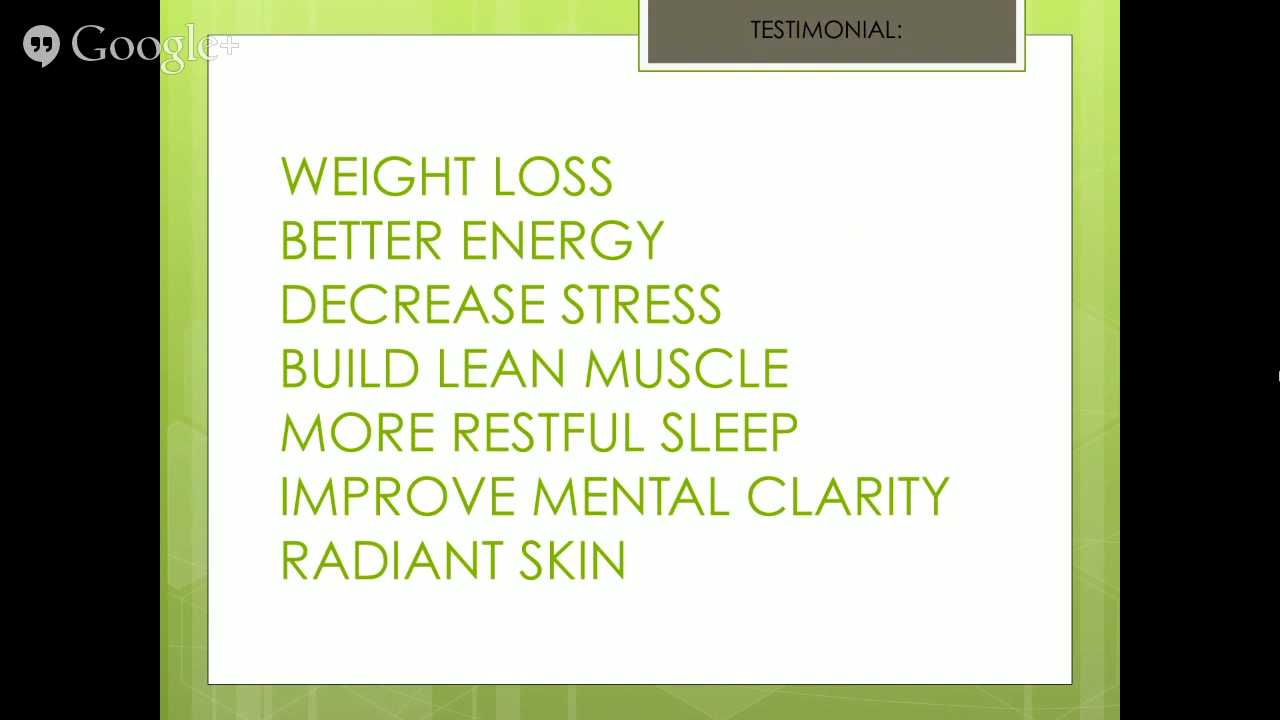 Google+
TESTIMONIAL:
WEIGHT LOSS
BETTER ENERGY
DECREASE STRESS
BUILD LEAN MUSCLE
MORE RESTFUL SLEEP
IMPROVE MENTAL CLARITY
RADIANT SKIN